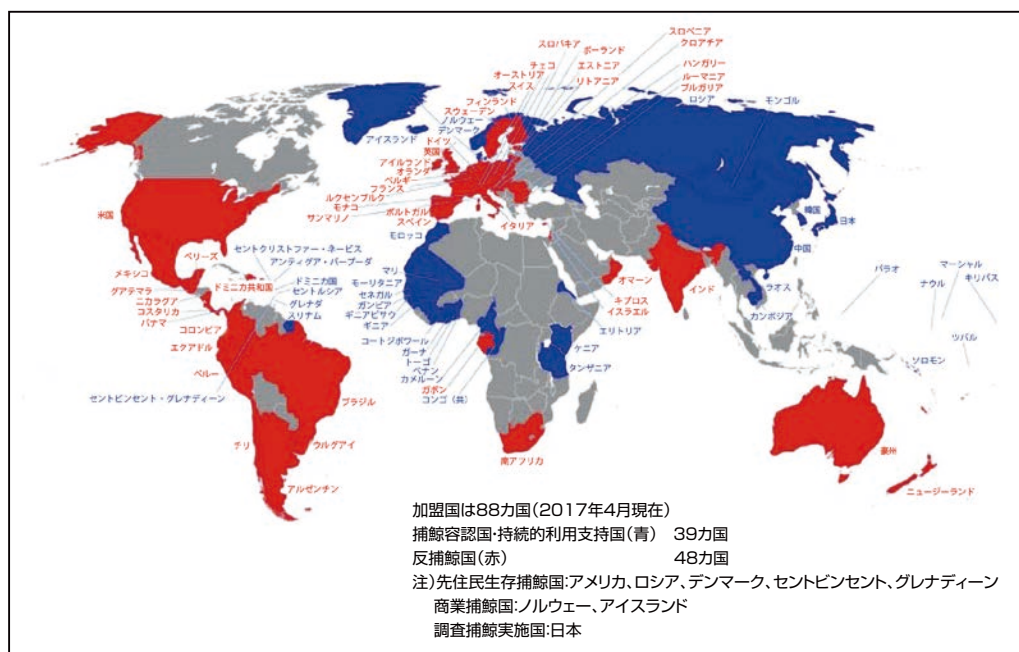 スロベニア
クロアチア
スロバキア
ポーランド
ハンガリー
チェコ
エストニア
ルーマニア
オーストリア
リトアニア
ブルガリア
スイス
ロシア
モンゴル
フィンランド
スウェーデン
ノルウェー
デンマーク
アイスランド
ドイツ
英国
アイルランド
オランダ
ベルギー
フランス
ルクセンブルク
モナコ
サンマリノ
ポルトガル
スペイン
イタリア
モロッコ
米国
韓国
日本
中国
セントクリストファー・ネービス
アンティグア・バーブーダ
ベリーズ
メキシコ
ドミニカ共和国
ドミニカ国
セントルシア
グアテマラ
ニカラグア
コスタリカ
パナマ
グレナダ
スリナム
コロンビア
エクアドル
ペルー
セントビンセント・グレナディーン
ブラジル
チリ
ウルグアイ
アルゼンチン
マリ
モーリタニア
セネガル
ガンビア
ギニアビサウ
ギニア
コートジボワール
ガーナ
トーゴ
ベナン
カメルーン
ガボン
コンゴ（共）
オマーン
キプロス
イスラエル
エリトリア
ケニア
タンザニア
南アフリカ
インド
ラオス
カンボジア
パラオ
マーシャル
ナウル
キリバス
ツバル
ソロモン
豪州
ニュージーランド
加盟国は88カ国（2017年4月現在）
捕鯨容認国・持続的利用支持国（青） 39カ国
反捕鯨国（赤） 48カ国
注）先住民生存捕鯨国：アメリカ、ロシア、デンマーク、セントビンセント、グレナディーン
商業捕鯨国：ノルウェー、アイスランド
調査捕鯨実施国：日本